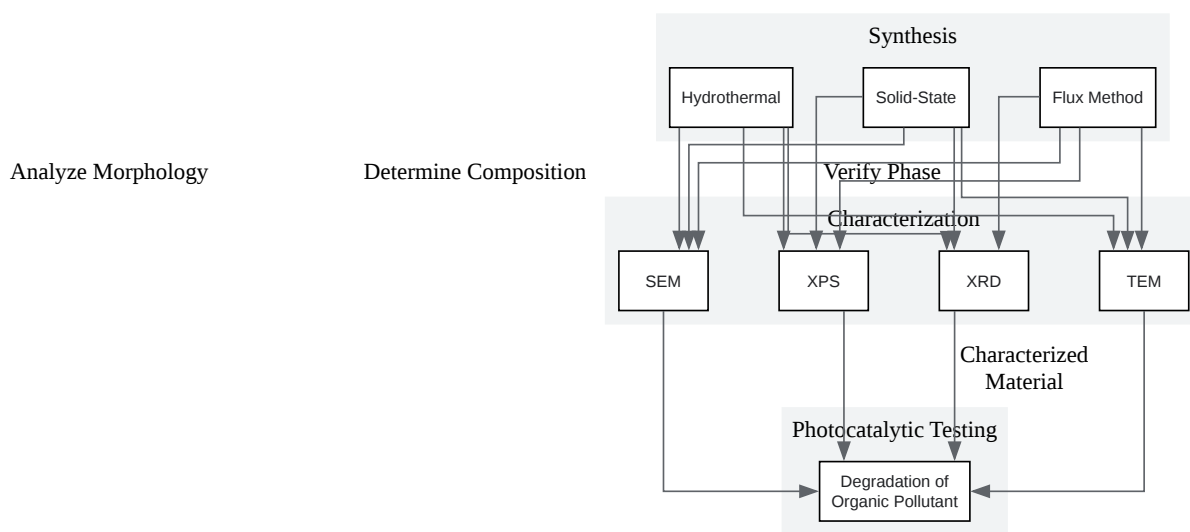 Synthesis
Hydrothermal
Solid-State
Flux Method
Analyze Morphology
Determine Composition
Verify Phase
Characterization
SEM
XPS
XRD
TEM
Characterized
Material
Photocatalytic Testing
Degradation of
Organic Pollutant